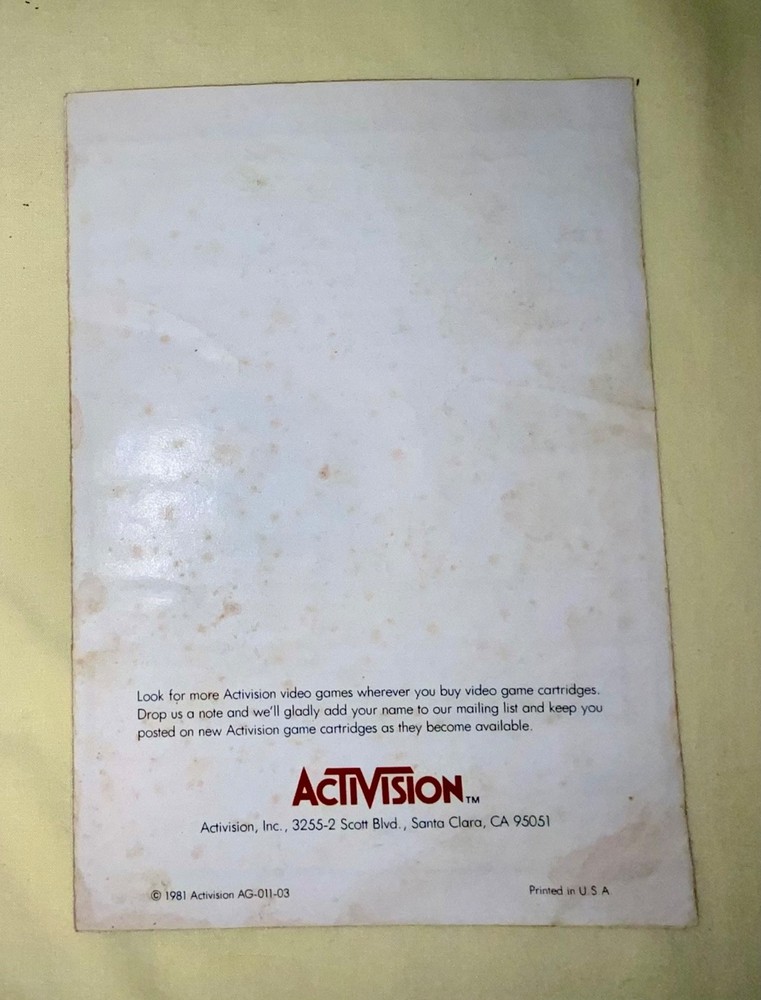 Look for more Activision video games wherever you buy video game cartridges.
Drop us a note and we'll gladly add your name to our mailing list and keep you
posted on new Activision game cartridges as they become available.
ACTIVISION™
Activision, Inc., 3255-2 Scott Blvd., Santa Clara, CA 95051
© 1981 Activision AG-011-03 Printed in U.S.A.